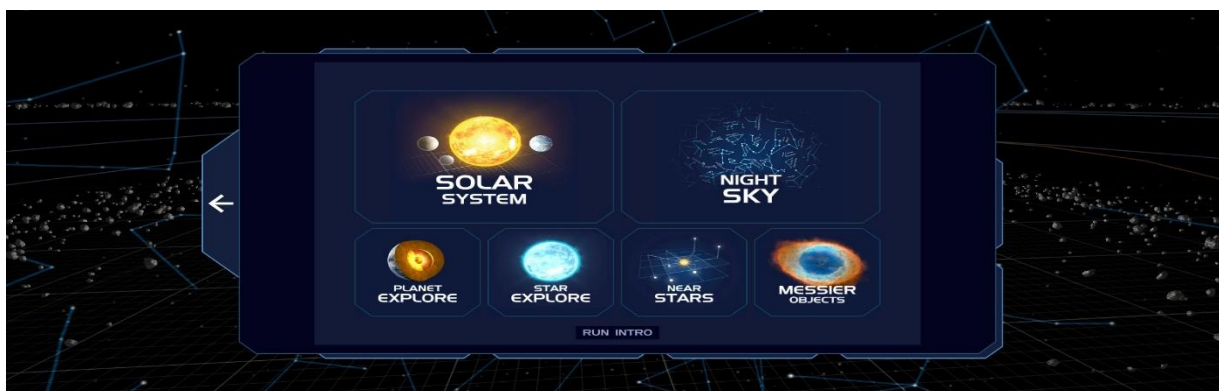 SOLAR
SYSTEM
NIGHT
SKY
PLANET
EXPLORE
STAR
EXPLORE
NEAR
STARS
MESSIER
OBJECTS
RUN INTRO